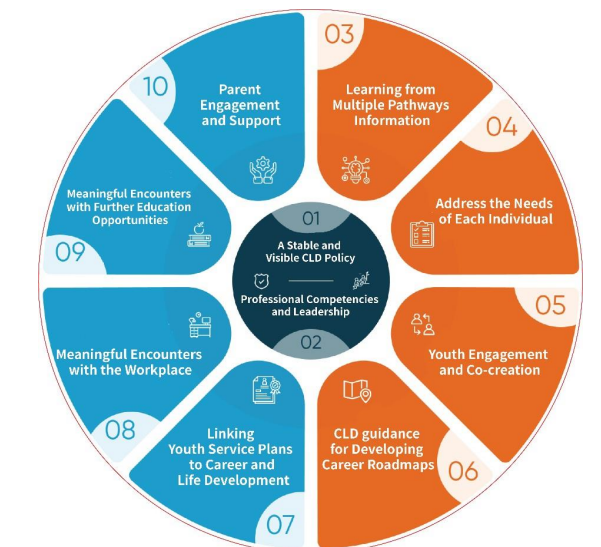 01
A Stable and
Visible CLD Policy
Professional Competencies
and Leadership
02
03
Learning from
Multiple Pathways
Information
04
Address the Needs
of Each Individual
05
Youth Engagement
and Co-creation
CLD guidance
for Developing
Career Roadmaps
06
Linking
Youth Service Plans
to Career and
Life Development
07
Meaningful Encounters
with the Workplace
08
Meaningful Encounters
with Further Education
Opportunities
09
10
Parent
Engagement
and Support